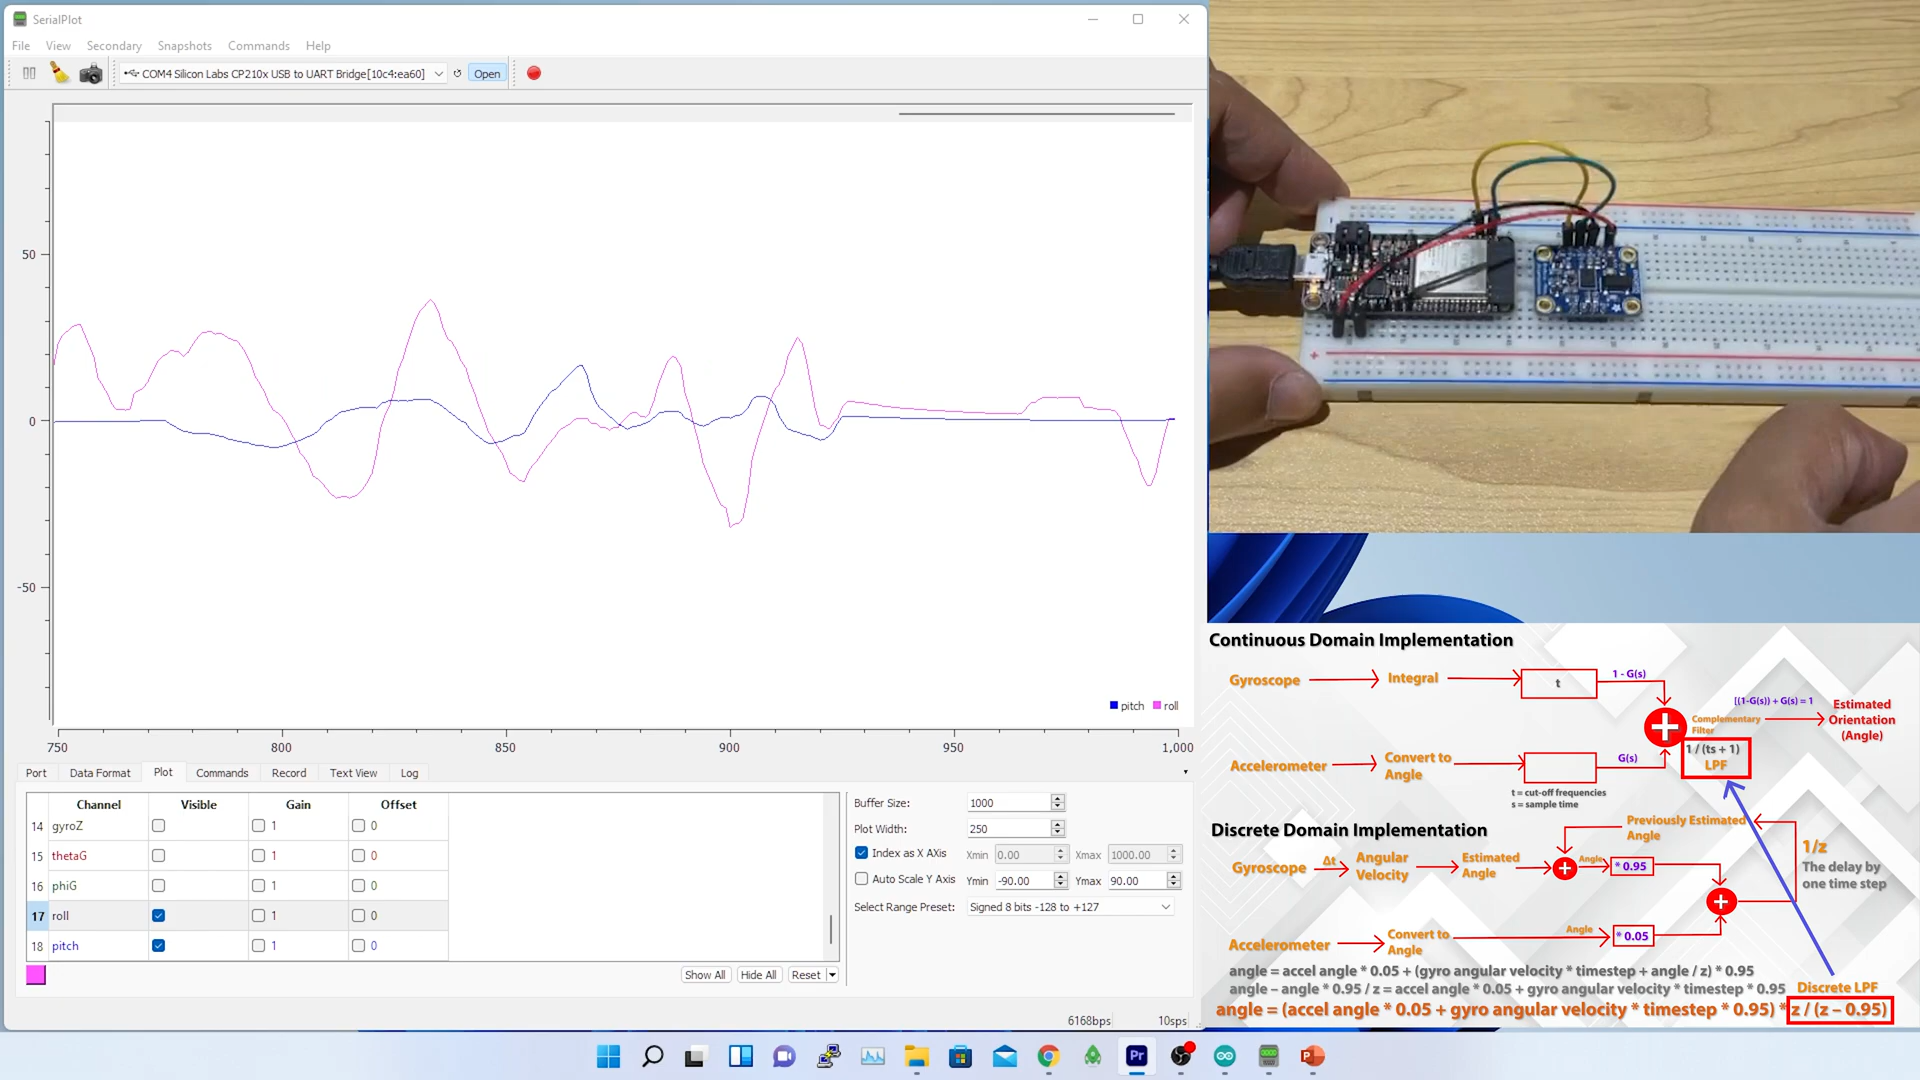 SerialPlot
File View Secondary Snapshots Commands Help
COM4 Silicon Labs CP210x USB to UART Bridge[10c4:ea60] Open
50
0
-50
pitch roll
750 800 850 900 950 1,000
Port Data Format Plot Commands Record Text View Log
Channel Visible Gain Offset
14 gyroZ 1 0
15 thetaG 1 0
16 phiG 1 0
17 roll 1 0
18 pitch 1 0
Show All Hide All Reset
Buffer Size: 1000
Plot Width: 250
Index as X AXis Xmin 0.00 Xmax 1000.00
Auto Scale Y Axis Ymin -90.00 Ymax 90.00
Select Range Preset: Signed 8 bits -128 to +127
6168bps 10sps
Continuous Domain Implementation
Gyroscope Integral t 1 - G(s)
[(1-G(s)) + G(s) = 1
Complementary Filter
Estimated Orientation (Angle)
1 / (ts + 1)
LPF
Accelerometer Convert to Angle G(s)
t = cut-off frequencies
s = sample time
Discrete Domain Implementation
Previously Estimated Angle
Gyroscope Δt Angular Velocity Estimated Angle + Angle * 0.95
1/z
The delay by one time step
+
Accelerometer Convert to Angle Angle * 0.05
angle = accel angle * 0.05 + (gyro angular velocity * timestep + angle / z) * 0.95
angle – angle * 0.95 / z = accel angle * 0.05 + gyro angular velocity * timestep * 0.95
Discrete LPF
angle = (accel angle * 0.05 + gyro angular velocity * timestep * 0.95) * z / (z – 0.95)
Pr
P